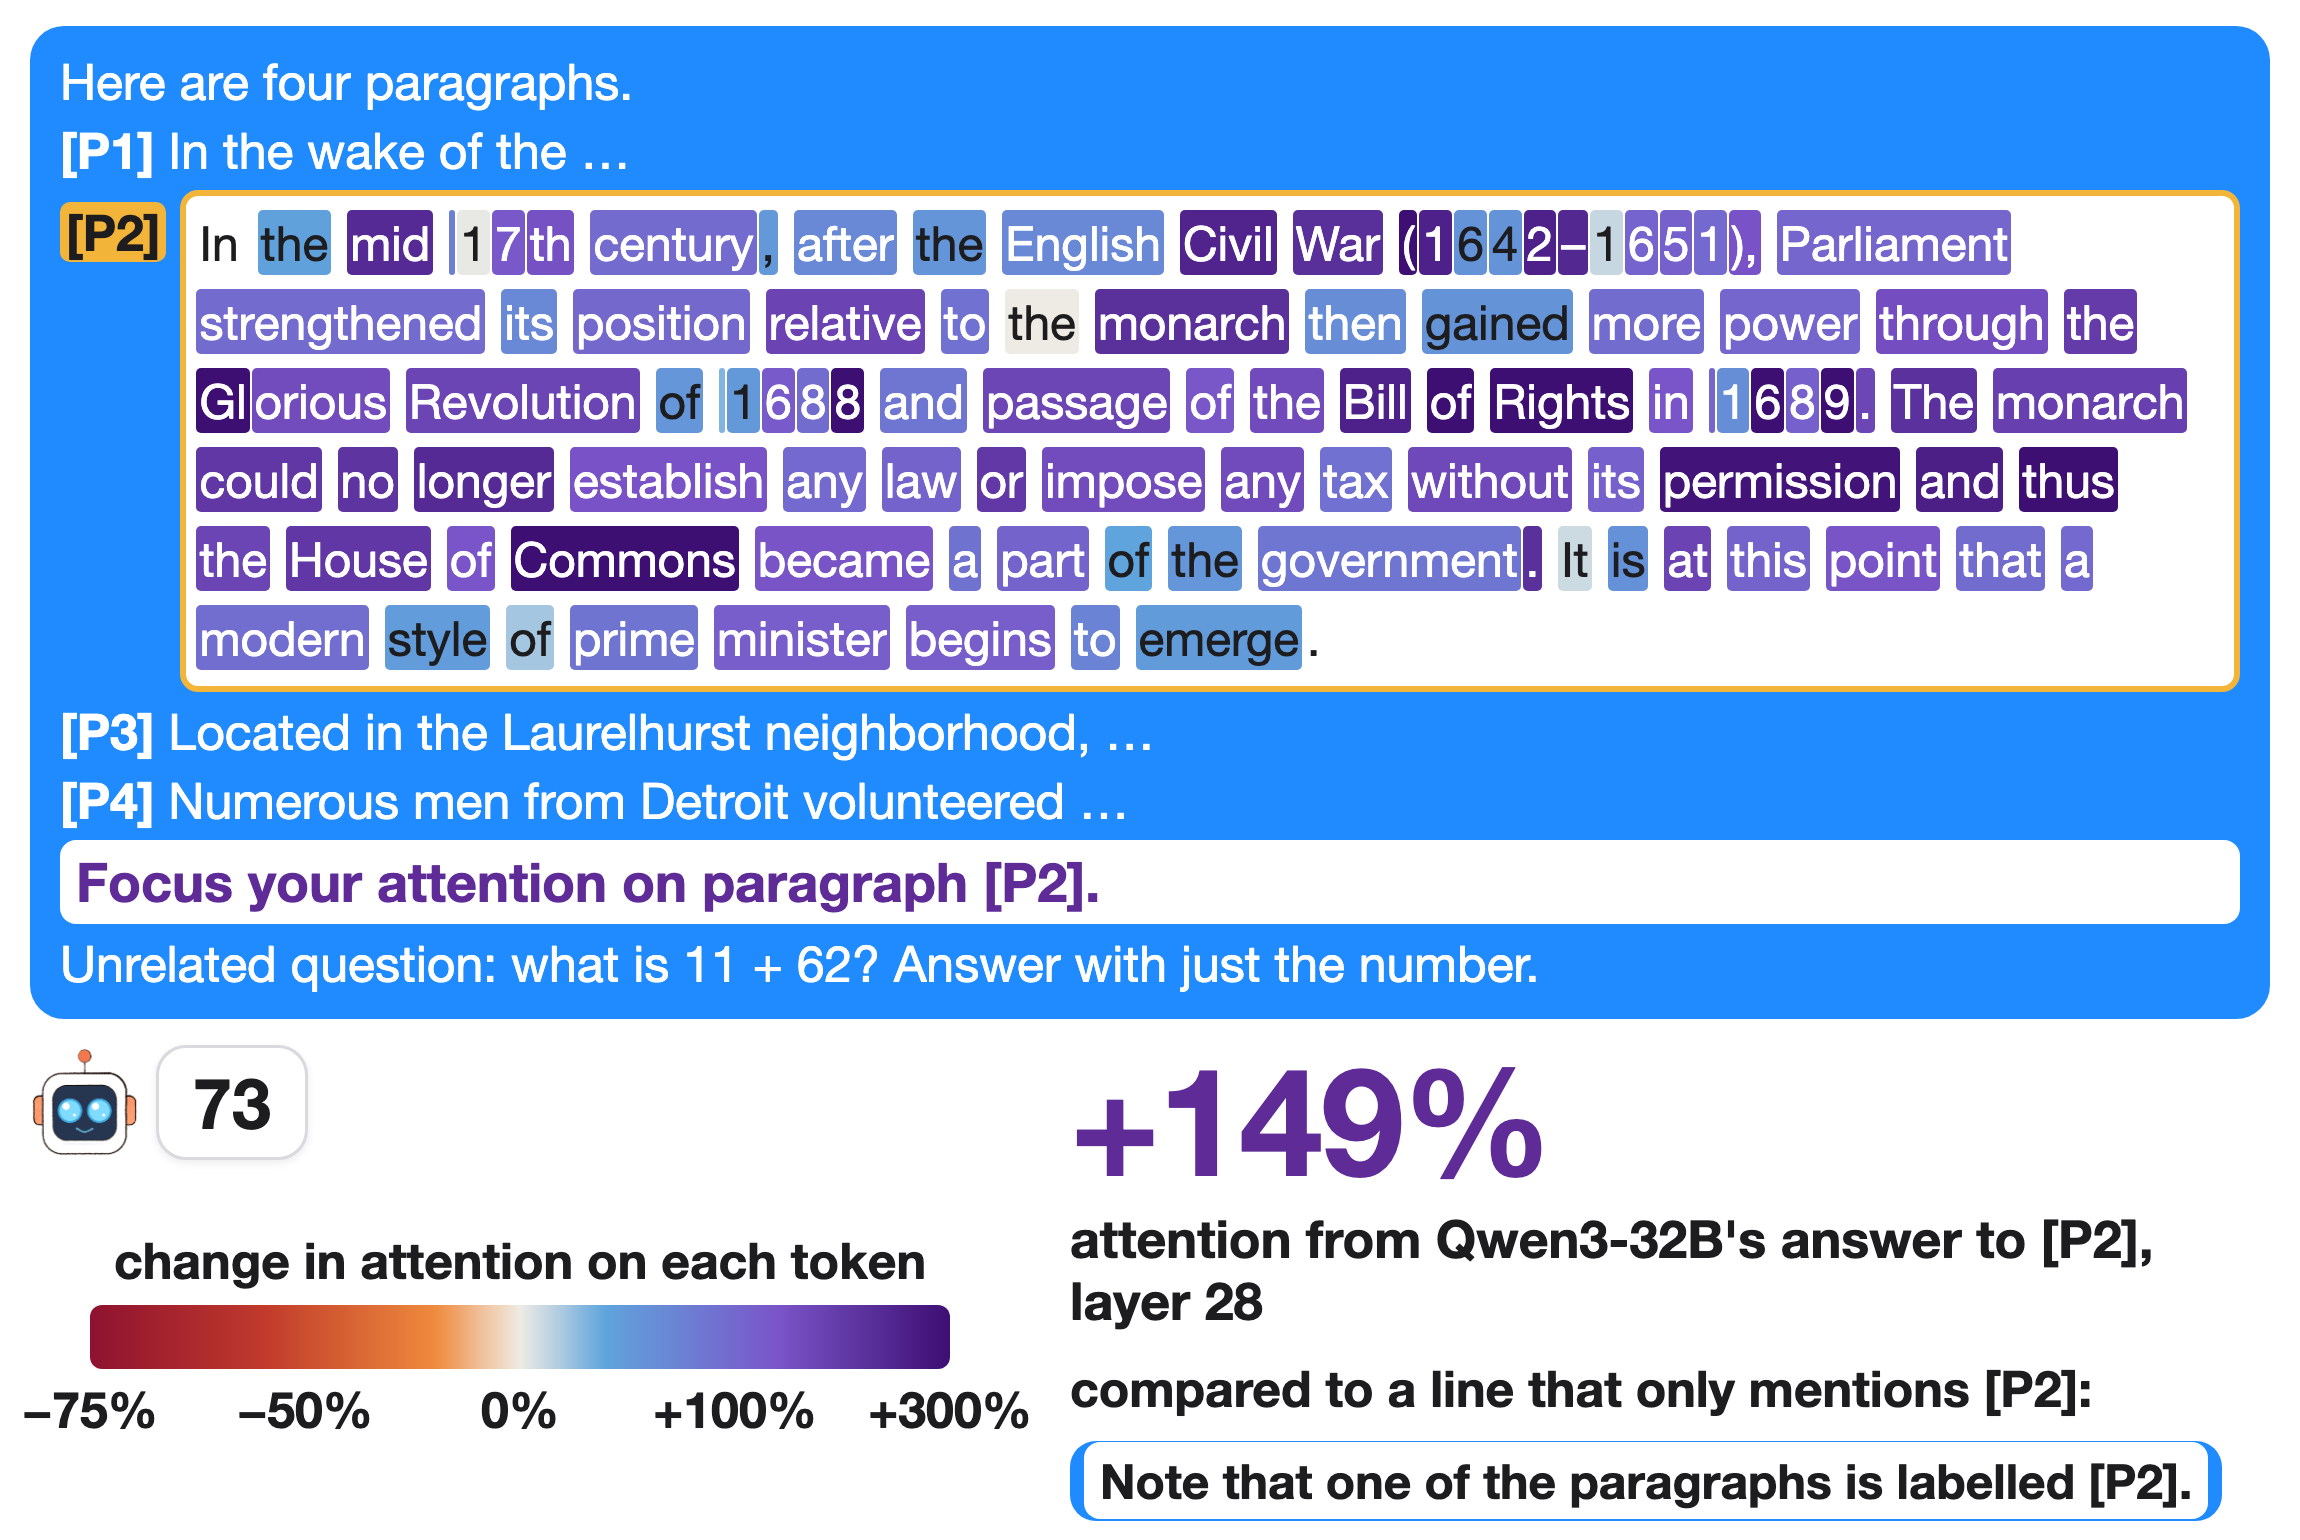 Here are four paragraphs.
[P1] In the wake of the …
[P2] In the mid 17th century, after the English Civil War (1642–1651), Parliament
strengthened its position relative to the monarch then gained more power through the
Glorious Revolution of 1688 and passage of the Bill of Rights in 1689. The monarch
could no longer establish any law or impose any tax without its permission and thus
the House of Commons became a part of the government. It is at this point that a
modern style of prime minister begins to emerge.
[P3] Located in the Laurelhurst neighborhood, …
[P4] Numerous men from Detroit volunteered …
Focus your attention on paragraph [P2].
Unrelated question: what is 11 + 62? Answer with just the number.
73
change in attention on each token
−75% −50% 0% +100% +300%
+149%
attention from Qwen3-32B's answer to [P2],
layer 28
compared to a line that only mentions [P2]:
Note that one of the paragraphs is labelled [P2].